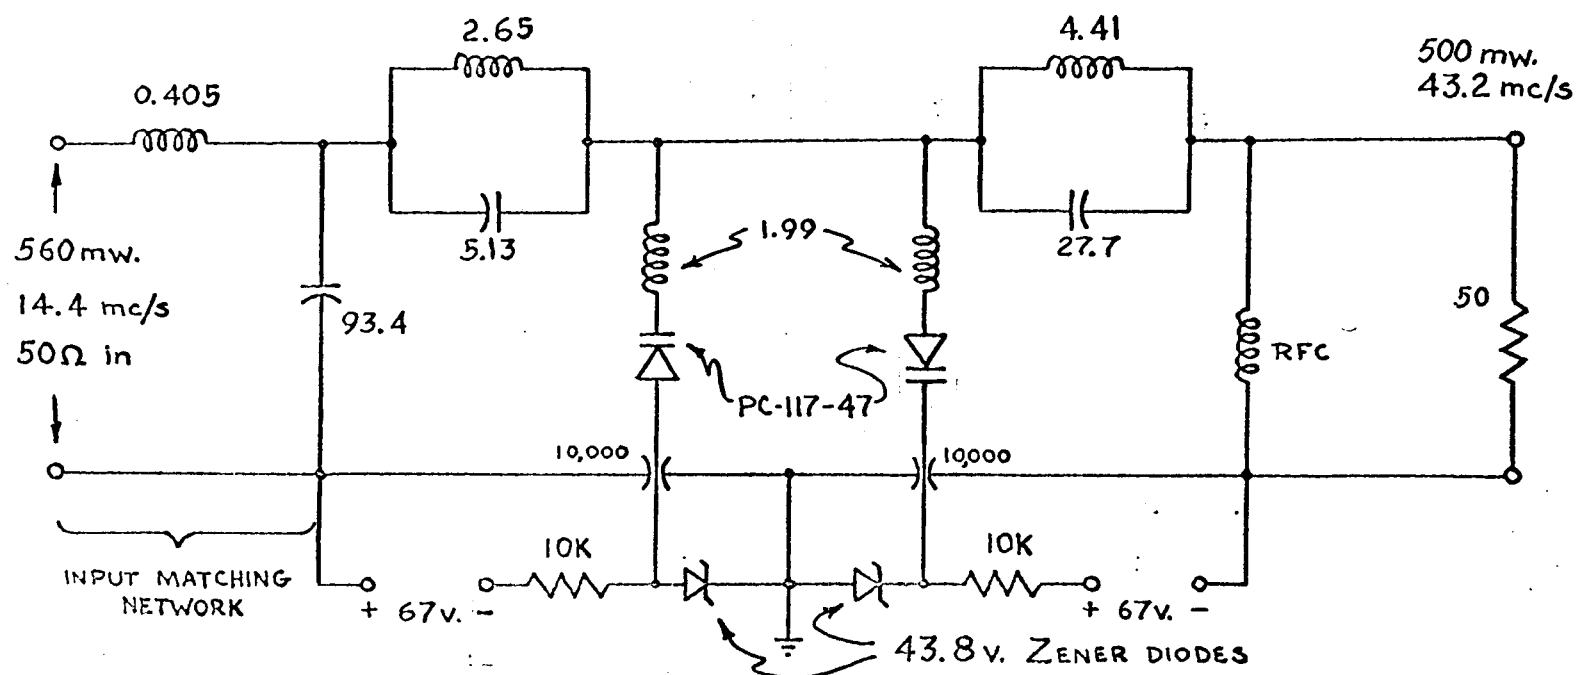 2.65
4.41
500 mw.
43.2 mc/s
0.405
5.13
1.99
27.7
560 mw.
14.4 mc/s
50Ω in
93.4
50
RFC
PC-117-47
10,000
10,000
INPUT MATCHING
NETWORK
10K
10K
+ 67v. -
+ 67v. -
43.8 v. ZENER DIODES